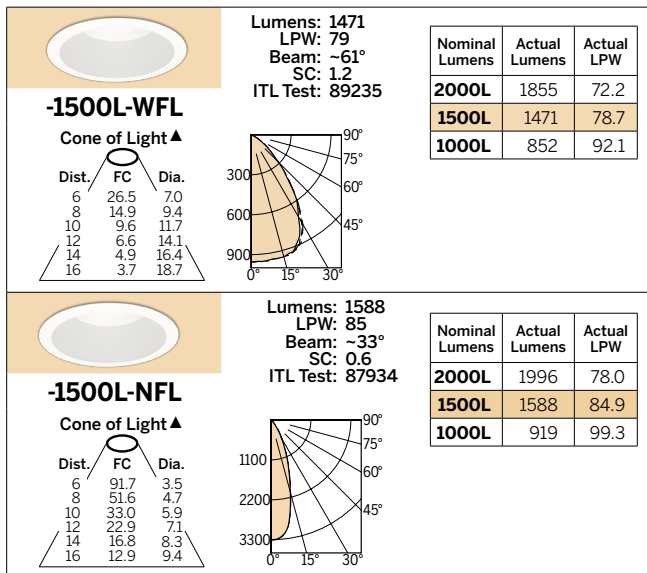 Lumens: 1471
LPW: 79
Beam: ~61°
SC: 1.2
ITL Test: 89235
-1500L-WFL
Cone of Light▲
Dist. FC Dia.
6 26.5 7.0
8 14.9 9.4
10 9.6 11.7
12 6.6 14.1
14 4.9 16.4
16 3.7 18.7
90°
75°
60°
45°
300
600
900
0° 15° 30°
Nominal Lumens Actual Lumens Actual LPW
2000L 1855 72.2
1500L 1471 78.7
1000L 852 92.1
Lumens: 1588
LPW: 85
Beam: ~33°
SC: 0.6
ITL Test: 87934
-1500L-NFL
Cone of Light▲
Dist. FC Dia.
6 91.7 3.5
8 51.6 4.7
10 33.0 5.9
12 22.9 7.1
14 16.8 8.3
16 12.9 9.4
90°
75°
60°
45°
1100
2200
3300
0° 15° 30°
Nominal Lumens Actual Lumens Actual LPW
2000L 1996 78.0
1500L 1588 84.9
1000L 919 99.3